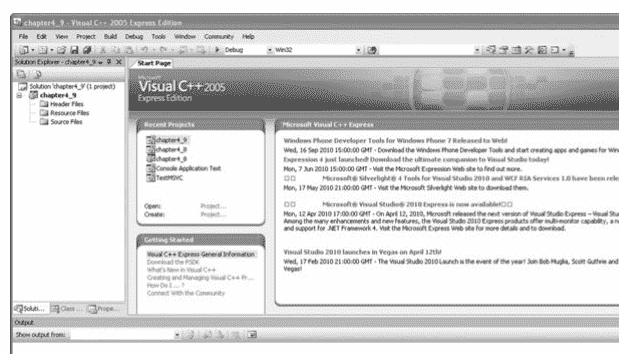 chapter4_9 - Visual C++ 2005 Express Edition
File Edit View Project Build Debug Tools Window Community Help
Debug Win32
Solution Explorer - chapter4_9
Solution 'chapter4_9' (1 project)
chapter4_9
Header Files
Resource Files
Source Files
Soluti... Class ... Prope...
Start Page
Microsoft
Visual C++ 2005
Express Edition
Recent Projects
chapter4_9
chapter4_8
chapter4_8
Console Application Text
TestMSVC
Open: Project...
Create: Project...
Getting Started
Visual C++ Express General Information
Download the PSDK
What's New in Visual C++
Creating and Managing Visual C++ Pr...
How Do I ... ?
Connect With the Community
Microsoft Visual C++ Express
Windows Phone Developer Tools for Windows Phone 7 Released to Web!
Wed, 16 Sep 2010 15:00:00 GMT - Download the Windows Phone Developer Tools and start creating apps and games for Win
Expression 4 just launched! Download the ultimate companion to Visual Studio today!
Mon, 7 Jun 2010 15:00:00 GMT - Visit the Microsoft Expression Web site to find out more.
Microsoft® Silverlight® 4 Tools for Visual Studio 2010 and WCF RIA Services 1.0 have been rele
Mon, 17 May 2010 21:00:00 GMT - Visit the Microsoft Silverlight Web site to download them.
Microsoft® Visual Studio® 2010 Express is now available!
Mon, 12 Apr 2010 17:00:00 GMT - On April 12, 2010, Microsoft released the next version of Visual Studio Express - Visual Stu
Among the many enhancements and new features, the Visual Studio 2010 Express products offer multi-monitor capability, a n
and support for .NET Framework 4. Visit the Microsoft Express Web site for more details and to download.
Visual Studio 2010 launches in Vegas on April 12th!
Wed, 17 Feb 2010 21:00:00 GMT - The Visual Studio 2010 Launch is the event of the year! Join Bob Muglia, Scott Guthrie and
Vegas!
Output
Show output from: